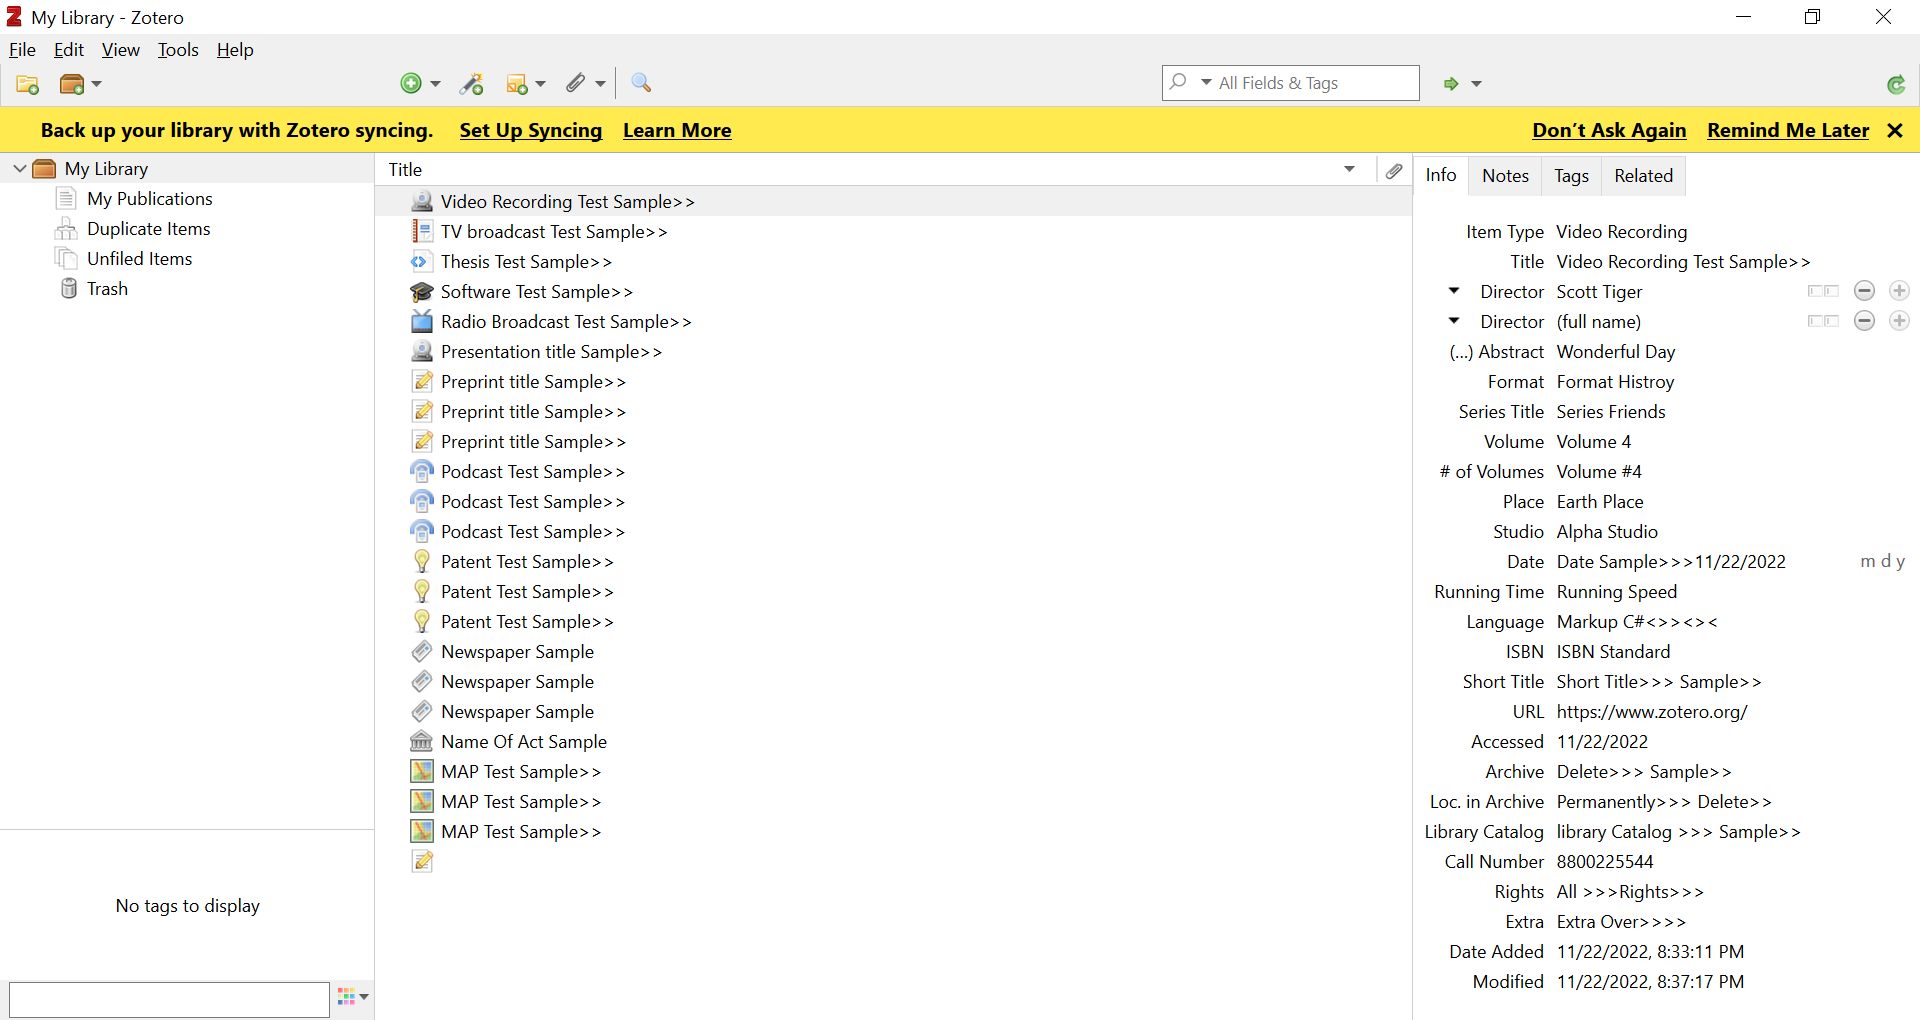 My Library - Zotero
File Edit View Tools Help
All Fields & Tags
Back up your library with Zotero syncing. Set Up Syncing Learn More Don't Ask Again Remind Me Later
My Library
My Publications
Duplicate Items
Unfiled Items
Trash
No tags to display
Title
Video Recording Test Sample>>
TV broadcast Test Sample>>
Thesis Test Sample>>
Software Test Sample>>
Radio Broadcast Test Sample>>
Presentation title Sample>>
Preprint title Sample>>
Preprint title Sample>>
Preprint title Sample>>
Podcast Test Sample>>
Podcast Test Sample>>
Podcast Test Sample>>
Patent Test Sample>>
Patent Test Sample>>
Patent Test Sample>>
Newspaper Sample
Newspaper Sample
Newspaper Sample
Name Of Act Sample
MAP Test Sample>>
MAP Test Sample>>
MAP Test Sample>>
Info Notes Tags Related
Item Type Video Recording
Title Video Recording Test Sample>>
Director Scott Tiger
Director (full name)
(...) Abstract Wonderful Day
Format Format Histroy
Series Title Series Friends
Volume Volume 4
# of Volumes Volume #4
Place Earth Place
Studio Alpha Studio
Date Date Sample>>>11/22/2022 m d y
Running Time Running Speed
Language Markup C#<>><><
ISBN ISBN Standard
Short Title Short Title>>> Sample>>
URL https://www.zotero.org/
Accessed 11/22/2022
Archive Delete>>> Sample>>
Loc. in Archive Permanently>>> Delete>>
Library Catalog library Catalog >>> Sample>>
Call Number 8800225544
Rights All >>>Rights>>>
Extra Extra Over>>>>
Date Added 11/22/2022, 8:33:11 PM
Modified 11/22/2022, 8:37:17 PM